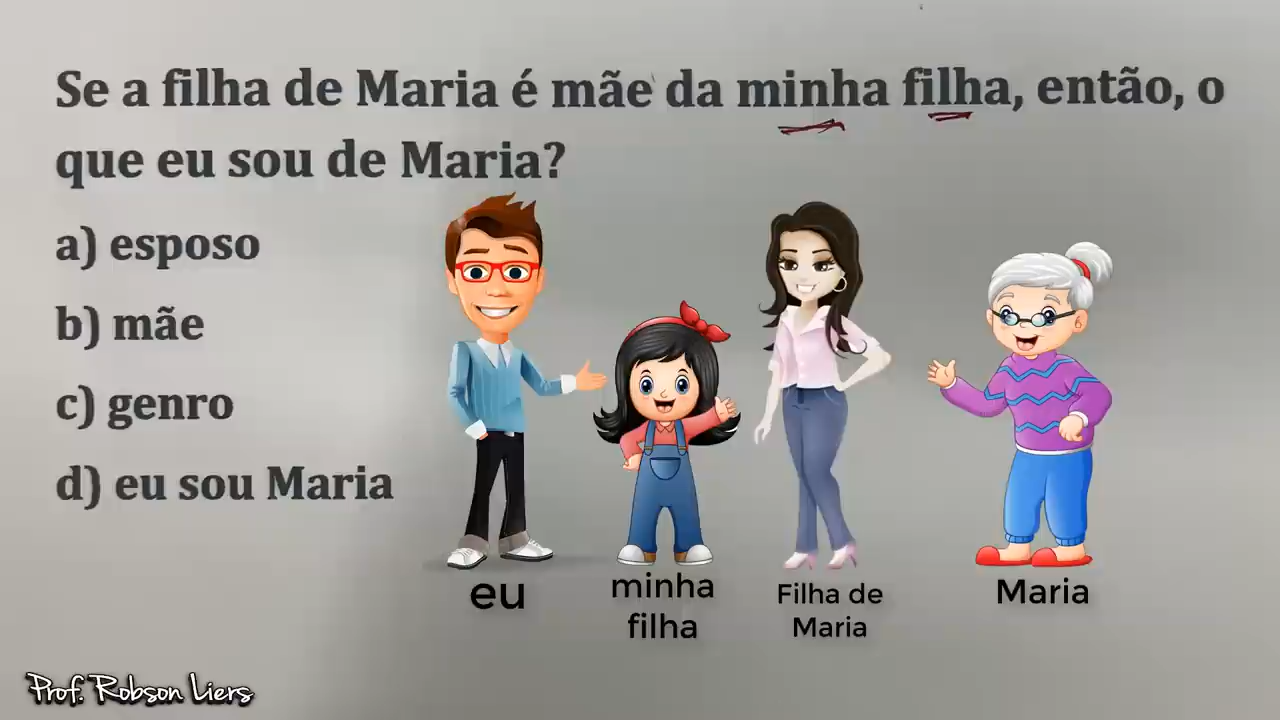 Se a filha de Maria é mãe da minha filha, então, o
que eu sou de Maria?
a) esposo
b) mãe
c) genro
d) eu sou Maria
eu
minha
filha
Filha de
Maria
Maria
Prof. Robson Liers